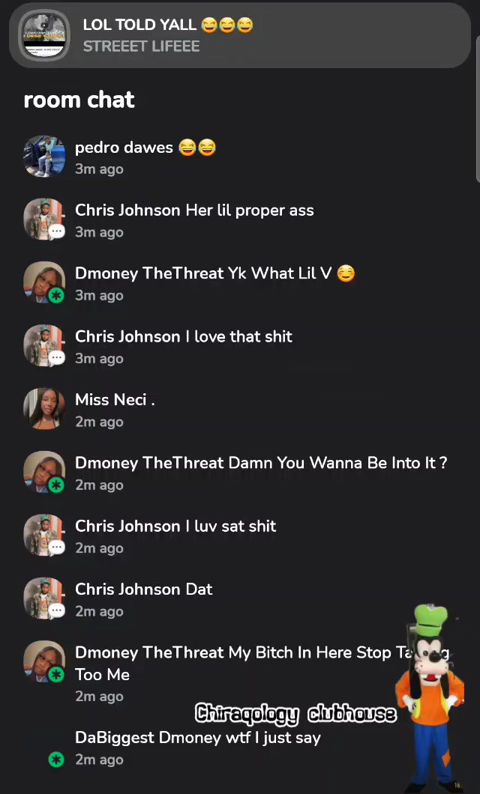 LOL TOLD YALL 😂😂😂
STREEET LIFEEE
room chat
pedro dawes 😂😂
3m ago
Chris Johnson Her lil proper ass
3m ago
Dmoney TheThreat Yk What Lil V 😊
3m ago
Chris Johnson I love that shit
3m ago
Miss Neci .
2m ago
Dmoney TheThreat Damn You Wanna Be Into It ?
2m ago
Chris Johnson I luv sat shit
2m ago
Chris Johnson Dat
2m ago
Dmoney TheThreat My Bitch In Here Stop
Too Me
2m ago
Chiraqology clubhouse
DaBiggest Dmoney wtf I just say
2m ago